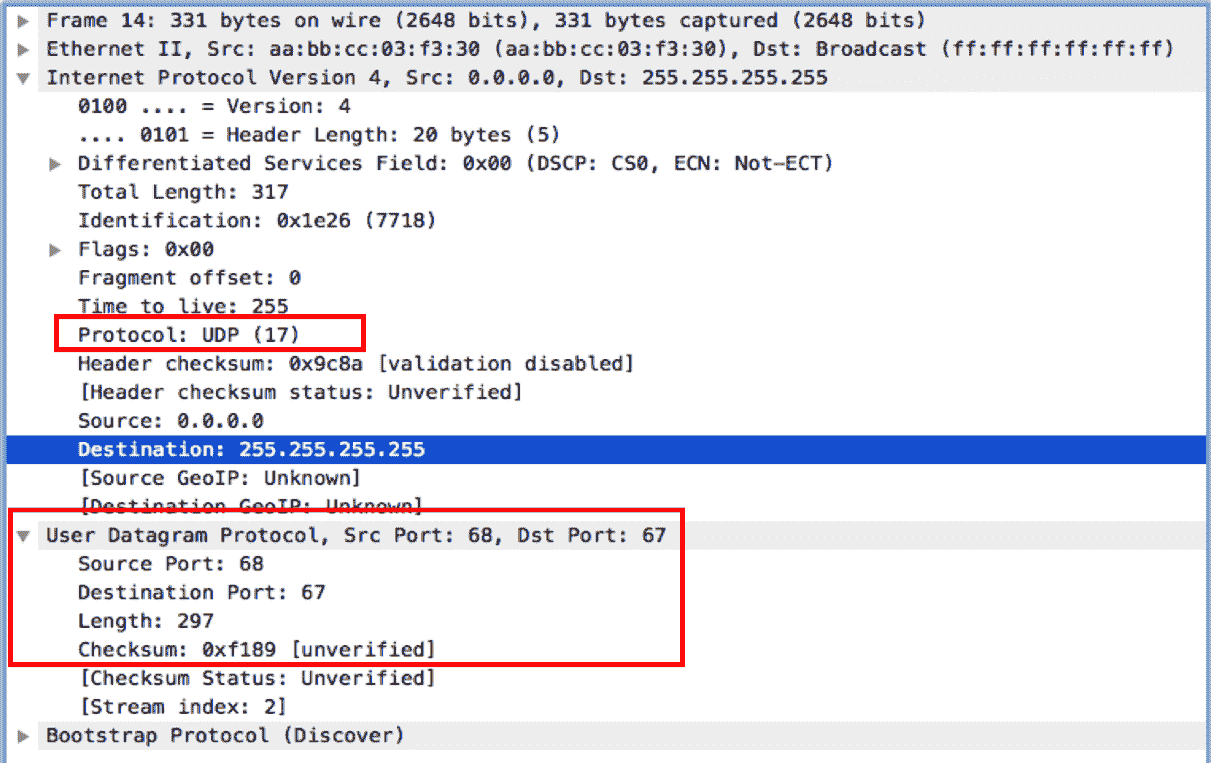 Frame 14: 331 bytes on wire (2648 bits), 331 bytes captured (2648 bits)
Ethernet II, Src: aa:bb:cc:03:f3:30 (aa:bb:cc:03:f3:30), Dst: Broadcast (ff:ff:ff:ff:ff:ff)
Internet Protocol Version 4, Src: 0.0.0.0, Dst: 255.255.255.255
0100 .... = Version: 4
.... 0101 = Header Length: 20 bytes (5)
Differentiated Services Field: 0x00 (DSCP: CS0, ECN: Not-ECT)
Total Length: 317
Identification: 0x1e26 (7718)
Flags: 0x00
Fragment offset: 0
Time to live: 255
Protocol: UDP (17)
Header checksum: 0x9c8a [validation disabled]
[Header checksum status: Unverified]
Source: 0.0.0.0
Destination: 255.255.255.255
[Source GeoIP: Unknown]
[Destination GeoIP: Unknown]
User Datagram Protocol, Src Port: 68, Dst Port: 67
Source Port: 68
Destination Port: 67
Length: 297
Checksum: 0xf189 [unverified]
[Checksum Status: Unverified]
[Stream index: 2]
Bootstrap Protocol (Discover)